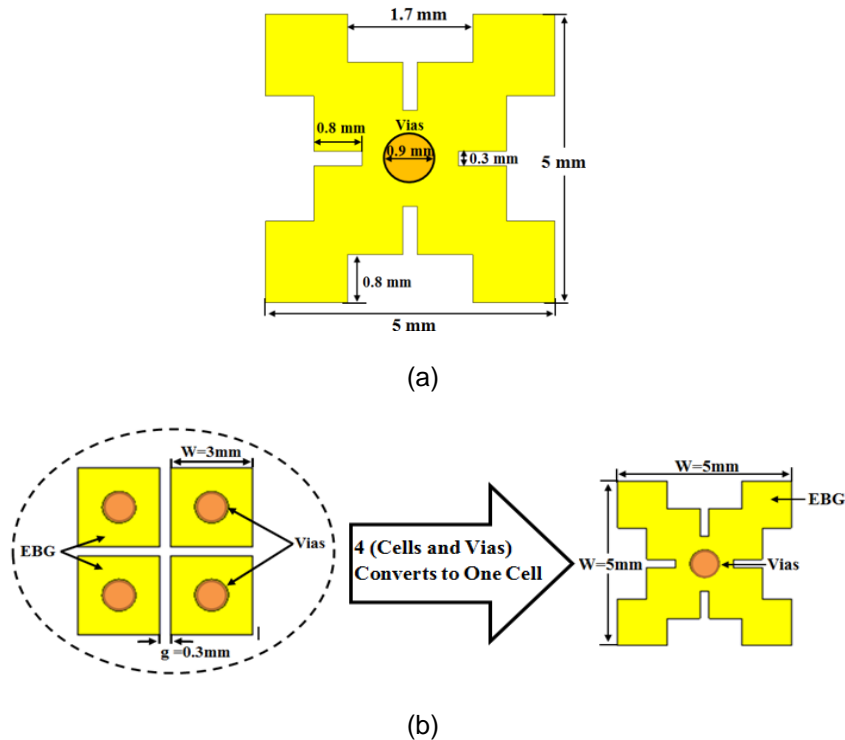 1.7 mm
0.8 mm
Vias
0.9 mm
0.3 mm
5 mm
0.8 mm
5 mm
(a)
W=3mm
W=5mm
EBG
EBG
Vias
4 (Cells and Vias)
Converts to One Cell
W=5mm
Vias
g =0.3mm
(b)